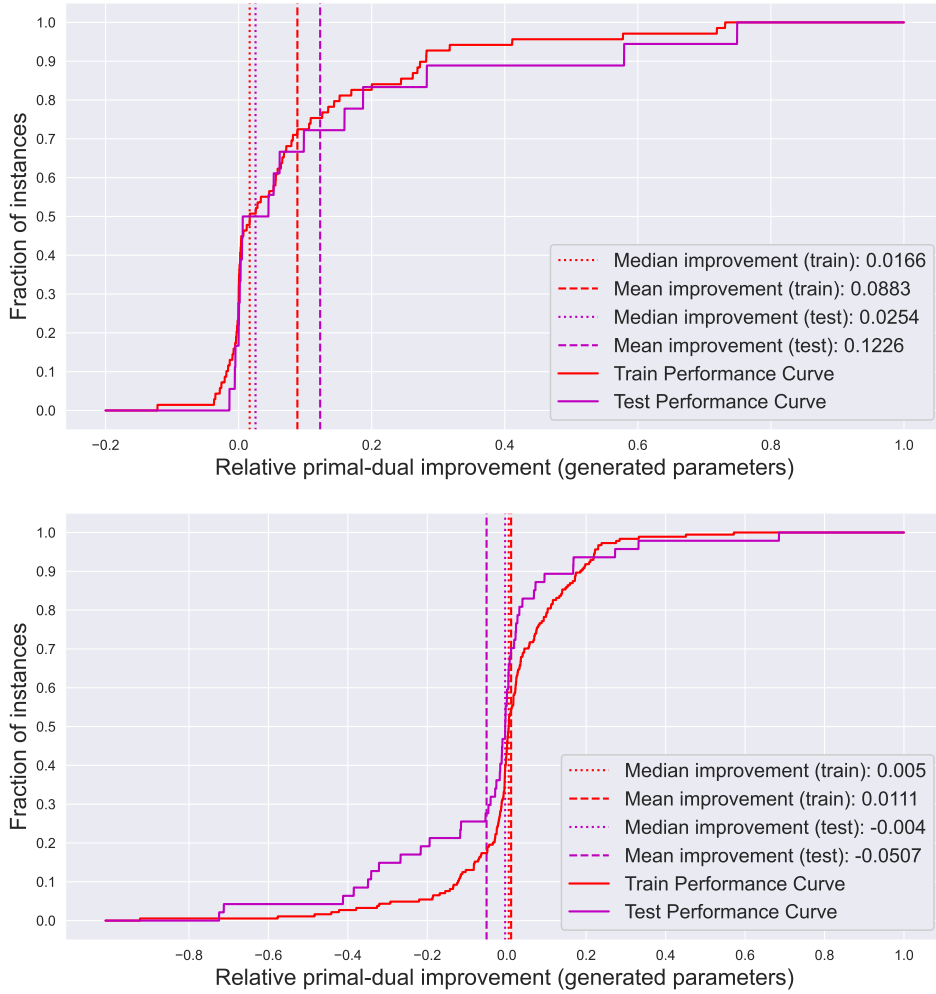 1.0
0.9
0.8
0.7
0.6
0.5
0.4
0.3
0.2
0.1
0.0
Fraction of instances
Median improvement (train): 0.0166
Mean improvement (train): 0.0883
Median improvement (test): 0.0254
Mean improvement (test): 0.1226
Train Performance Curve
Test Performance Curve
−0.2 0.0 0.2 0.4 0.6 0.8 1.0
Relative primal-dual improvement (generated parameters)
1.0
0.9
0.8
0.7
0.6
0.5
0.4
0.3
0.2
0.1
0.0
Fraction of instances
Median improvement (train): 0.005
Mean improvement (train): 0.0111
Median improvement (test): -0.004
Mean improvement (test): -0.0507
Train Performance Curve
Test Performance Curve
−0.8 −0.6 −0.4 −0.2 0.0 0.2 0.4 0.6 0.8 1.0
Relative primal-dual improvement (generated parameters)